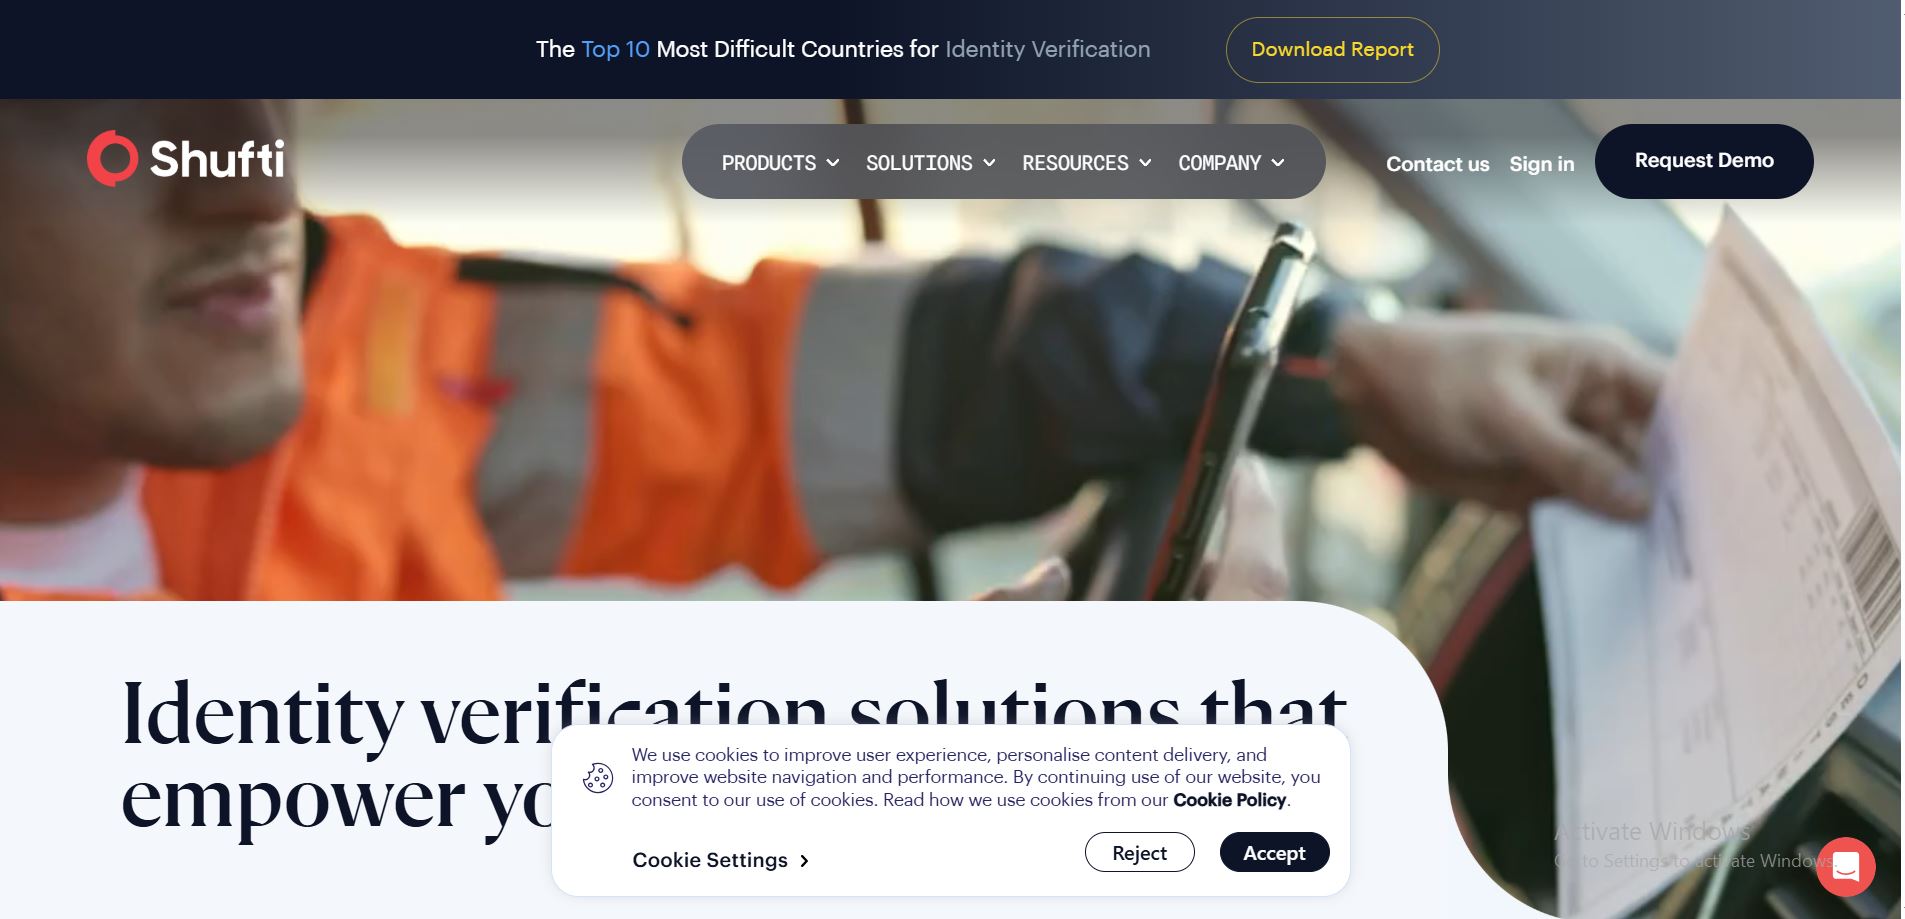 The Top 10 Most Difficult Countries for Identity Verification
Download Report
Shufti
PRODUCTS
SOLUTIONS
RESOURCES
COMPANY
Contact us
Sign in
Request Demo
Identity verification solutions that
empower
We use cookies to improve user experience, personalise content delivery, and
improve website navigation and performance. By continuing use of our website, you
consent to our use of cookies. Read how we use cookies from our Cookie Policy.
Cookie Settings
Reject
Accept
Activate Windows
Go to Settings to activate Windows.